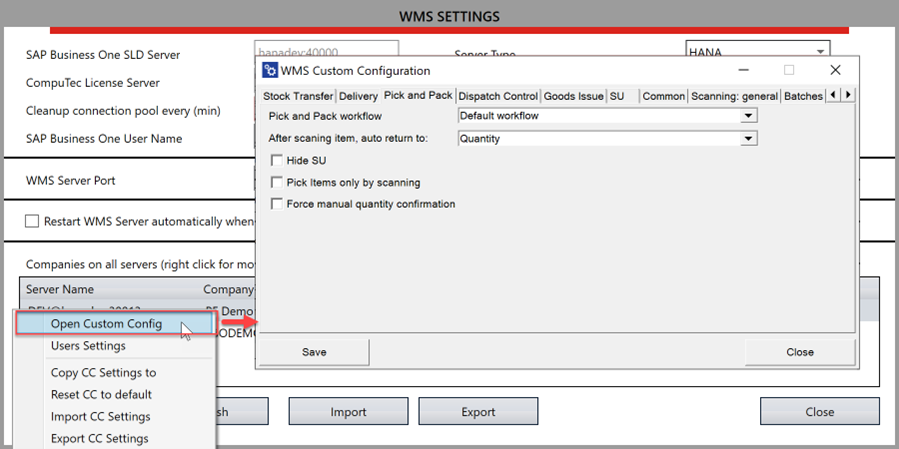 WMS SETTINGS
SAP Business One SLD Server
hanadev:40000
Server Type
HANA
CompuTec License Server
Cleanup connection pool every (min)
SAP Business One User Name
WMS Server Port
Restart WMS Server automatically when
Companies on all servers (right click for mo
Server Name Company
PF Demo
Open Custom Config
Users Settings
Copy CC Settings to
Reset CC to default
Import CC Settings
Export CC Settings
WMS Custom Configuration
Stock Transfer Delivery Pick and Pack Dispatch Control Goods Issue SU Common Scanning: general Batches
Pick and Pack workflow Default workflow
After scaning item, auto return to: Quantity
Hide SU
Pick Items only by scanning
Force manual quantity confirmation
Save Close
sh Import Export Close